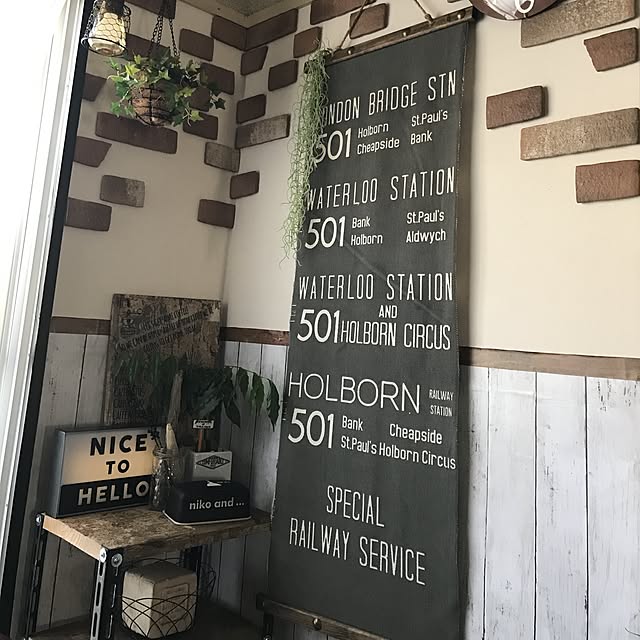 ONDON BRIDGE STN
501 Holborn St.Paul's
Cheapside Bank
WATERLOO STATION
501 Bank St.Paul's
Holborn Aldwych
WATERLOO STATION
AND
501 HOLBORN CIRCUS
HOLBORN RAILWAY STATION
501 Bank Cheapside
St.Paul's Holborn Circus
SPECIAL
RAILWAY SERVICE
NICE
TO
HELLO
niko and ...